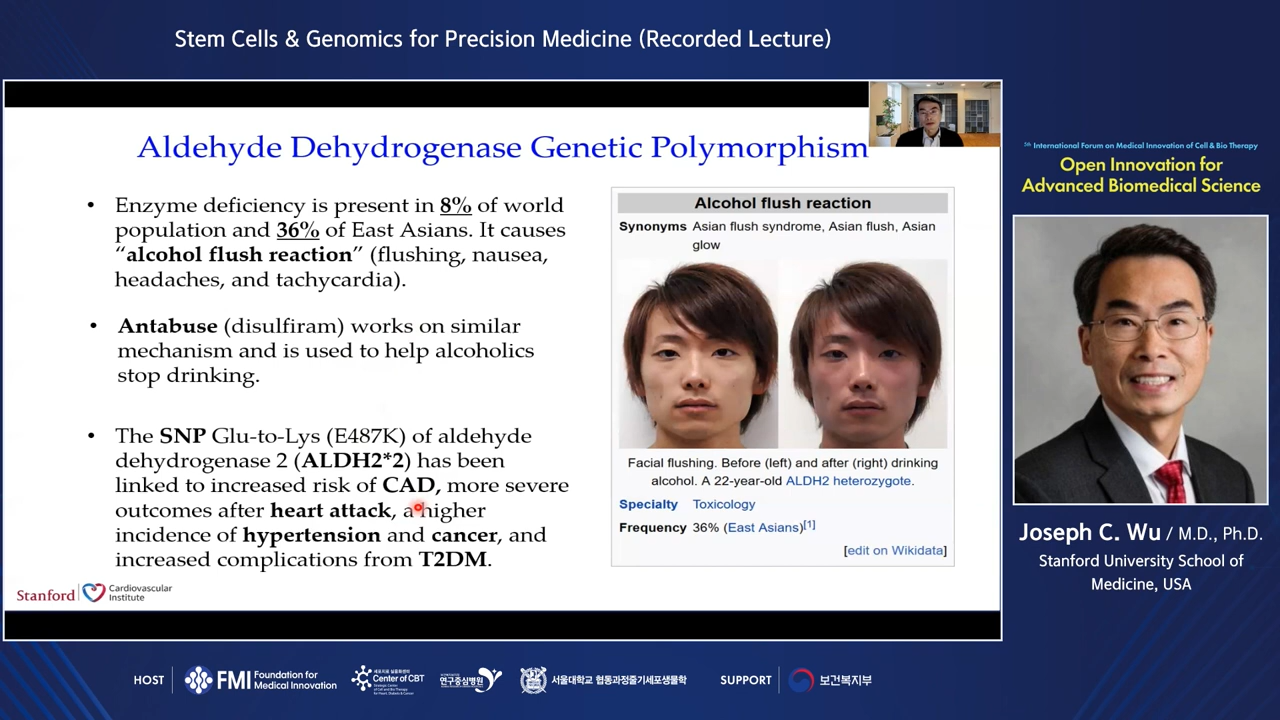 Stem Cells & Genomics for Precision Medicine (Recorded Lecture)
Aldehyde Dehydrogenase Genetic Polymorphism
• Enzyme deficiency is present in 8% of world
population and 36% of East Asians. It causes
“alcohol flush reaction” (flushing, nausea,
headaches, and tachycardia).
• Antabuse (disulfiram) works on similar
mechanism and is used to help alcoholics
stop drinking.
• The SNP Glu-to-Lys (E487K) of aldehyde
dehydrogenase 2 (ALDH2*2) has been
linked to increased risk of CAD, more severe
outcomes after heart attack, a higher
incidence of hypertension and cancer, and
increased complications from T2DM.
Alcohol flush reaction
Synonyms Asian flush syndrome, Asian flush, Asian
glow
Facial flushing. Before (left) and after (right) drinking
alcohol. A 22-year-old ALDH2 heterozygote.
Specialty Toxicology
Frequency 36% (East Asians)[1]
[edit on Wikidata]
Stanford Cardiovascular
Institute
5th International Forum on Medical Innovation of Cell & Bio Therapy
Open Innovation for
Advanced Biomedical Science
Joseph C. Wu / M.D., Ph.D.
Stanford University School of
Medicine, USA
HOST
FMI Foundation for
Medical Innovation
Center of CBT
연구중심병원
서울대학교 협동과정줄기세포생물학
SUPPORT
보건복지부